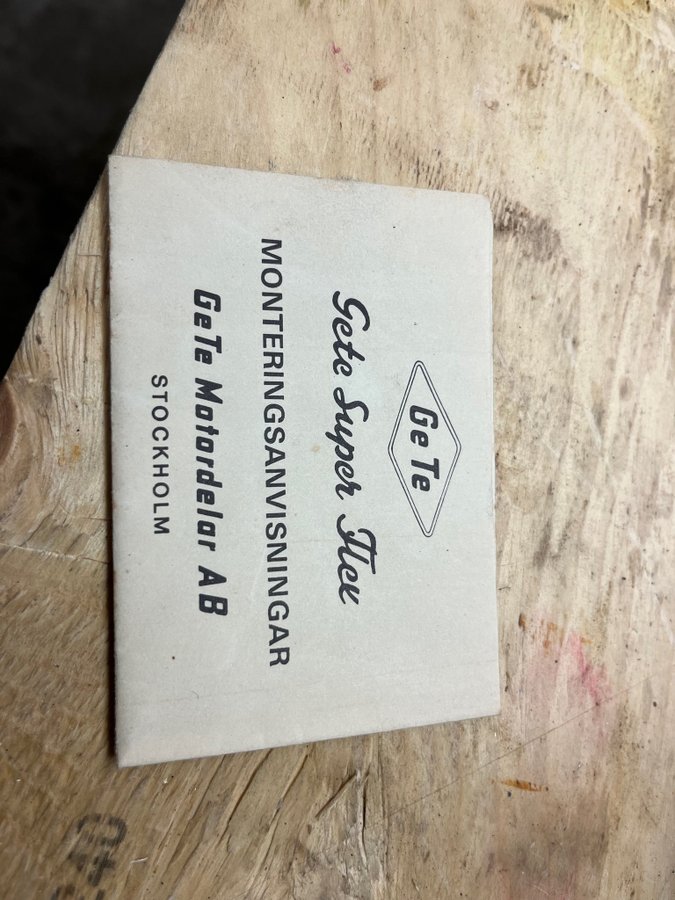 GeTe
Gete Super Flex
MONTERINGSANVISNINGAR
GeTe Motordelar AB
STOCKHOLM